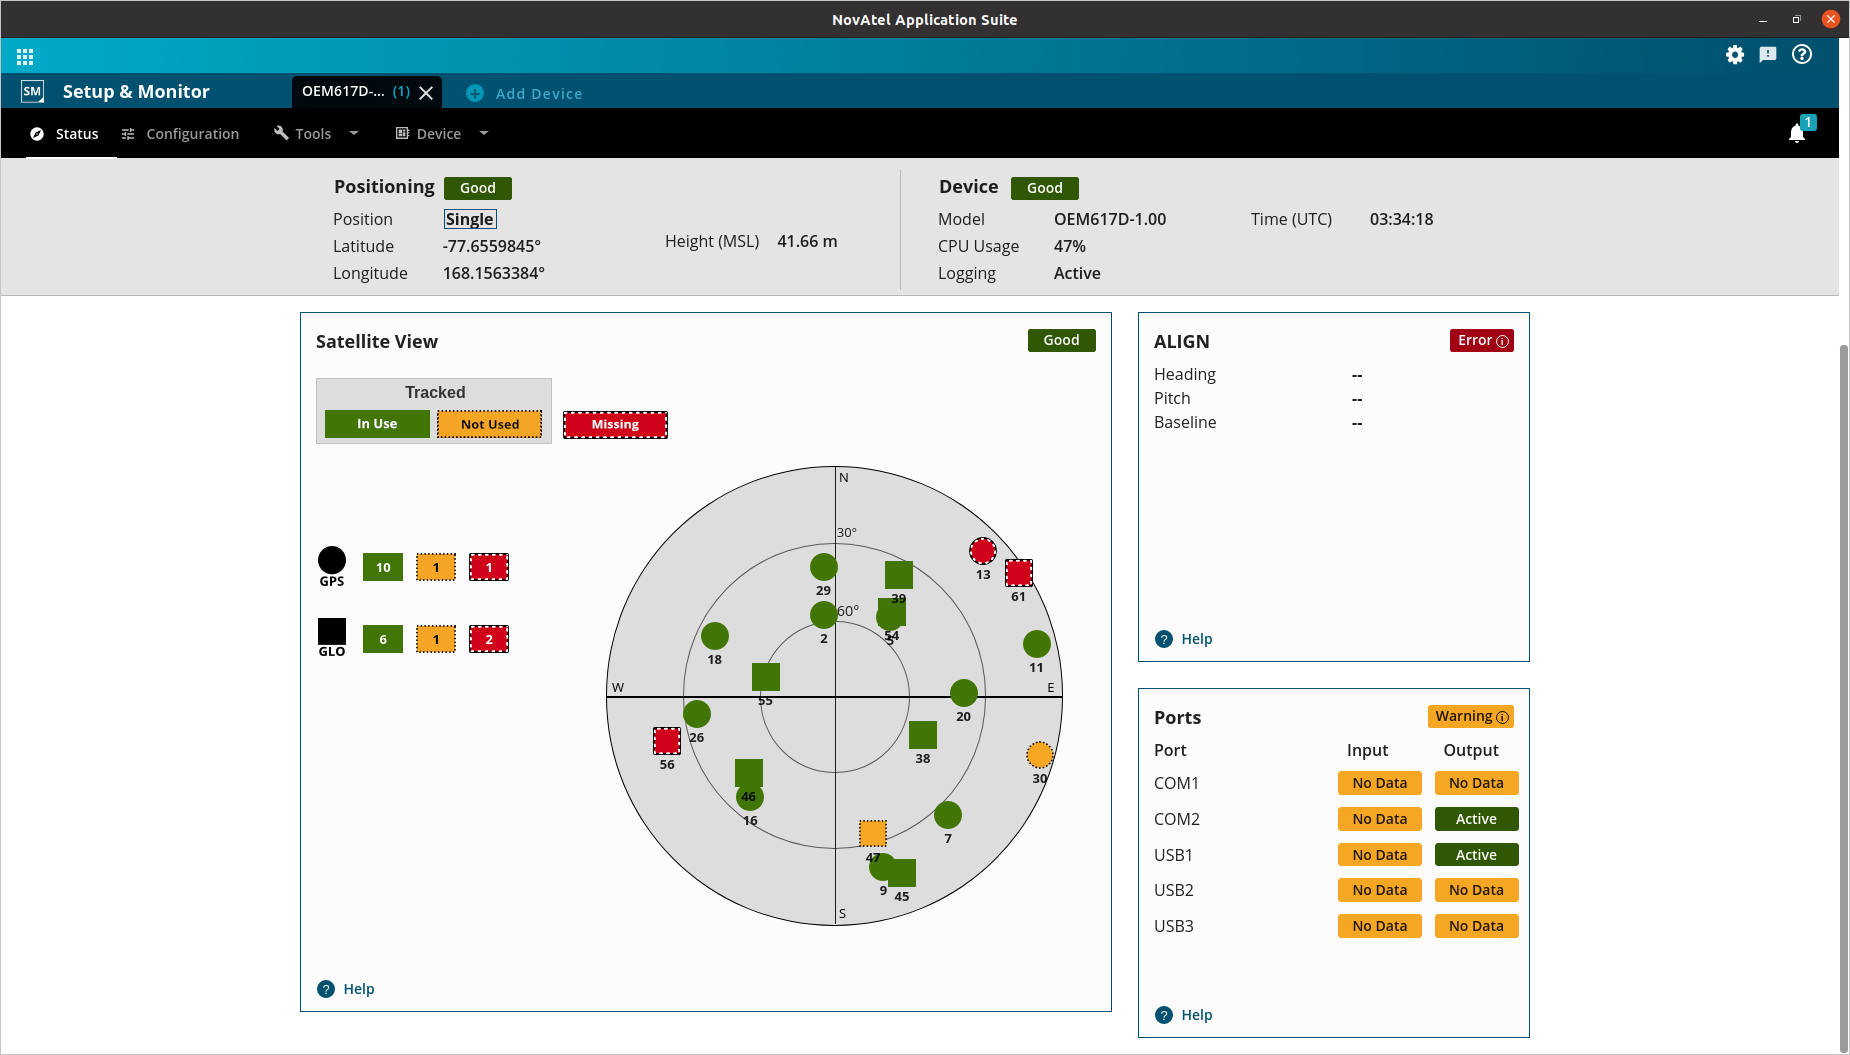 NovAtel Application Suite
SM Setup & Monitor OEM617D-... (1) Add Device
Status Configuration Tools Device 1
Positioning Good
Position Single
Latitude -77.6559845°
Longitude 168.1563384°
Height (MSL) 41.66 m
Device Good
Model OEM617D-1.00
CPU Usage 47%
Logging Active
Time (UTC) 03:34:18
Satellite View Good
Tracked
In Use Not Used Missing
GPS 10 1 1
GLO 6 1 2
N
30°
13
61
29
39
60°
2
54
5
18
11
W
E
55
20
26
56
38
30
46
16
7
47
9
45
S
Help
ALIGN Error
Heading --
Pitch --
Baseline --
Help
Ports Warning
Port Input Output
COM1 No Data No Data
COM2 No Data Active
USB1 No Data Active
USB2 No Data No Data
USB3 No Data No Data
Help